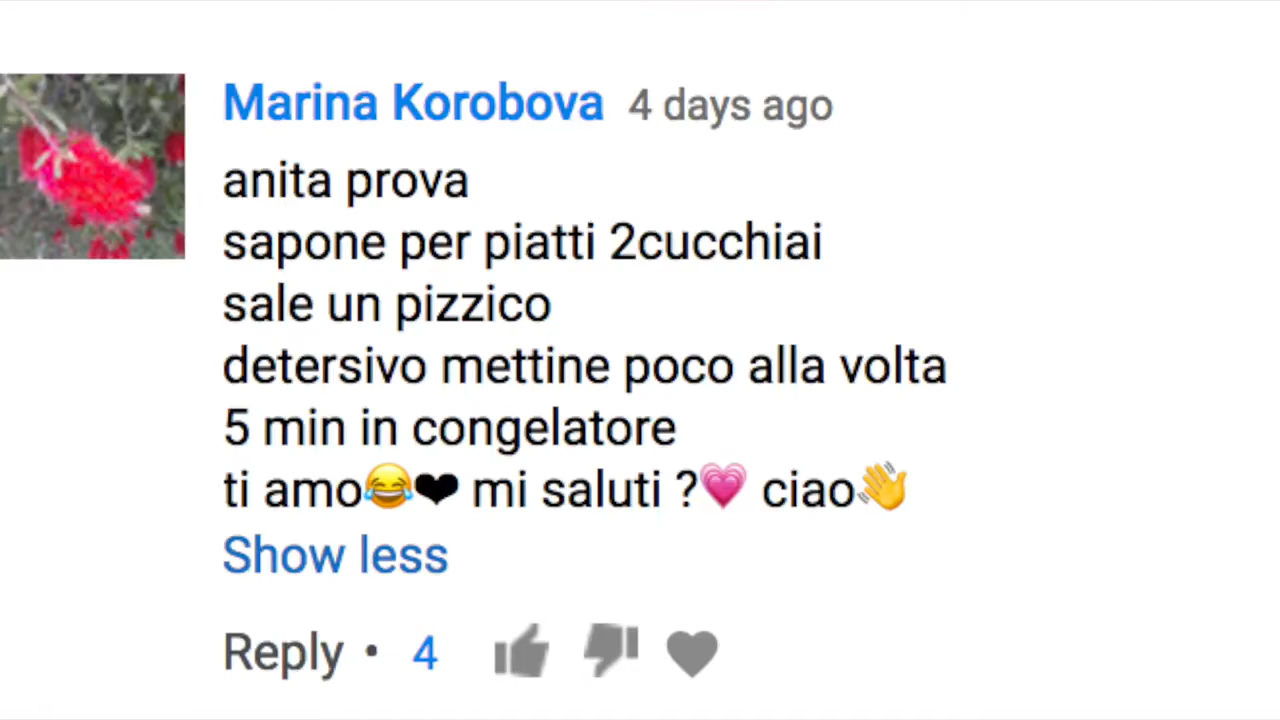 Marina Korobova 4 days ago
anita prova
sapone per piatti 2cucchiai
sale un pizzico
detersivo mettine poco alla volta
5 min in congelatore
ti amo😂❤ mi saluti ?💗 ciao👋
Show less
Reply • 4